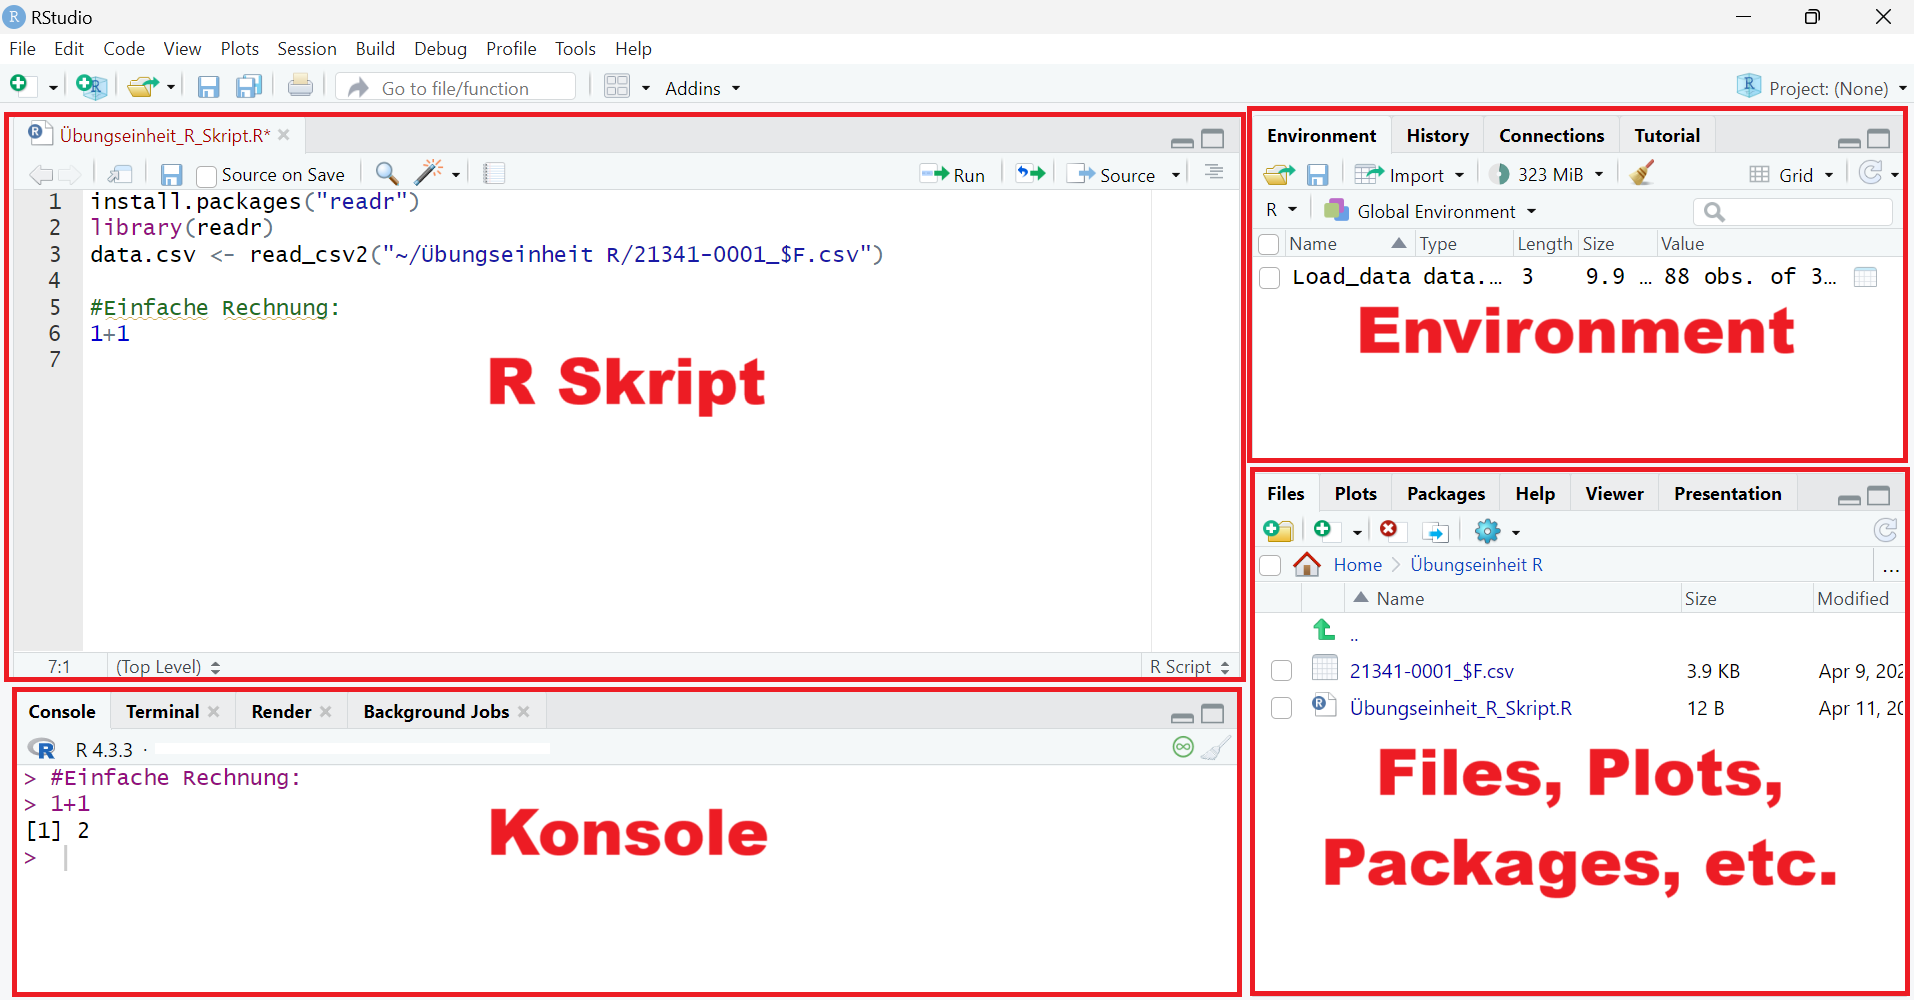 RStudio
File Edit Code View Plots Session Build Debug Profile Tools Help
Go to file/function Addins Project: (None)
Übungseinheit_R_Skript.R*
Source on Save Run Source
1 install.packages("readr")
2 library(readr)
3 data.csv <- read_csv2("~/Übungseinheit R/21341-0001_$F.csv")
4
5 #Einfache Rechnung:
6 1+1
7
R Skript
7:1 (Top Level) R Script
Console Terminal Render Background Jobs
R 4.3.3 ·
> #Einfache Rechnung:
> 1+1
[1] 2
>
Konsole
Environment History Connections Tutorial
Import 323 MiB Grid
R Global Environment
Name Type Length Size Value
Load_data data.… 3 9.9 … 88 obs. of 3…
Environment
Files Plots Packages Help Viewer Presentation
Home Übungseinheit R ...
Name Size Modified
..
21341-0001_$F.csv 3.9 KB Apr 9, 202
Übungseinheit_R_Skript.R 12 B Apr 11, 20
Files, Plots,
Packages, etc.